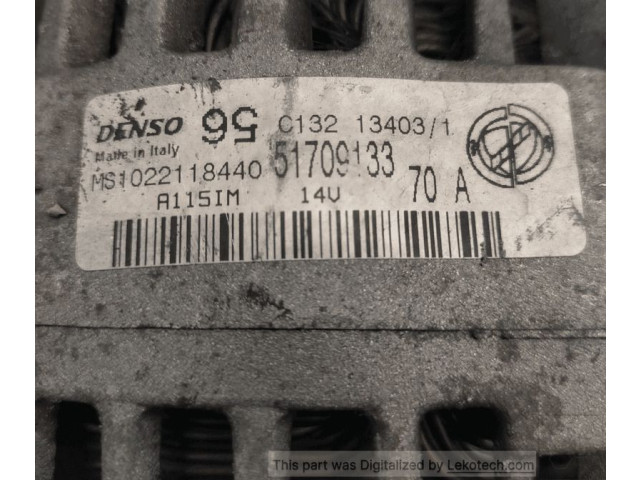 DENSO 56 C132 13403/1
Made in Italy
MS1022118440 51709133 70 A
A115IM 14V
This part was Digitalized by Lekotech.com